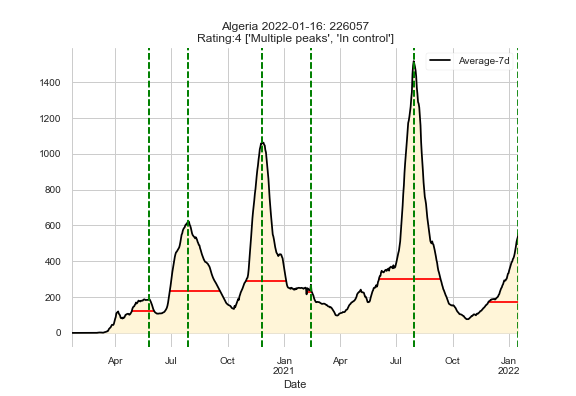 Algeria 2022-01-16: 226057
Rating:4 ['Multiple peaks', 'In control']
Average-7d
1400
1200
1000
800
600
400
200
0
Apr Jul Oct Jan Apr Jul Oct Jan
2021 2022
Date